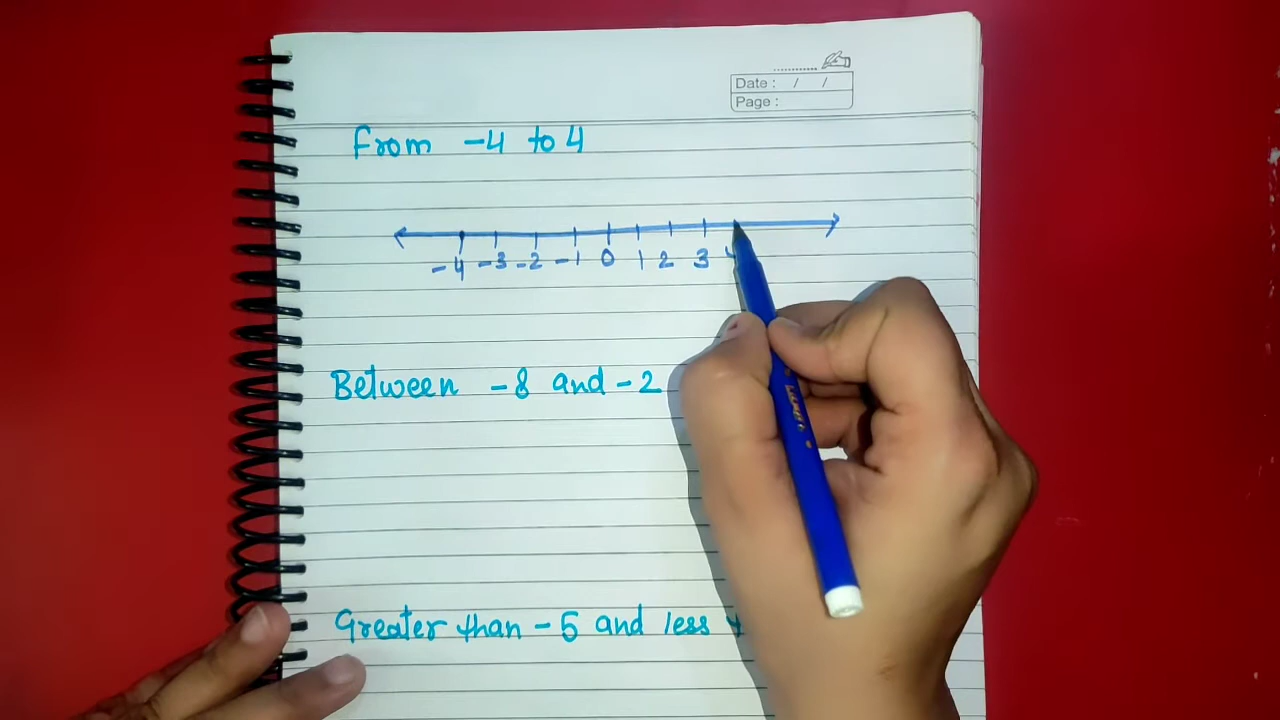 Date : / /
Page :
From -4 to 4
-4 -3 -2 -1 0 1 2 3
Between -8 and -2
Greater than -5 and less